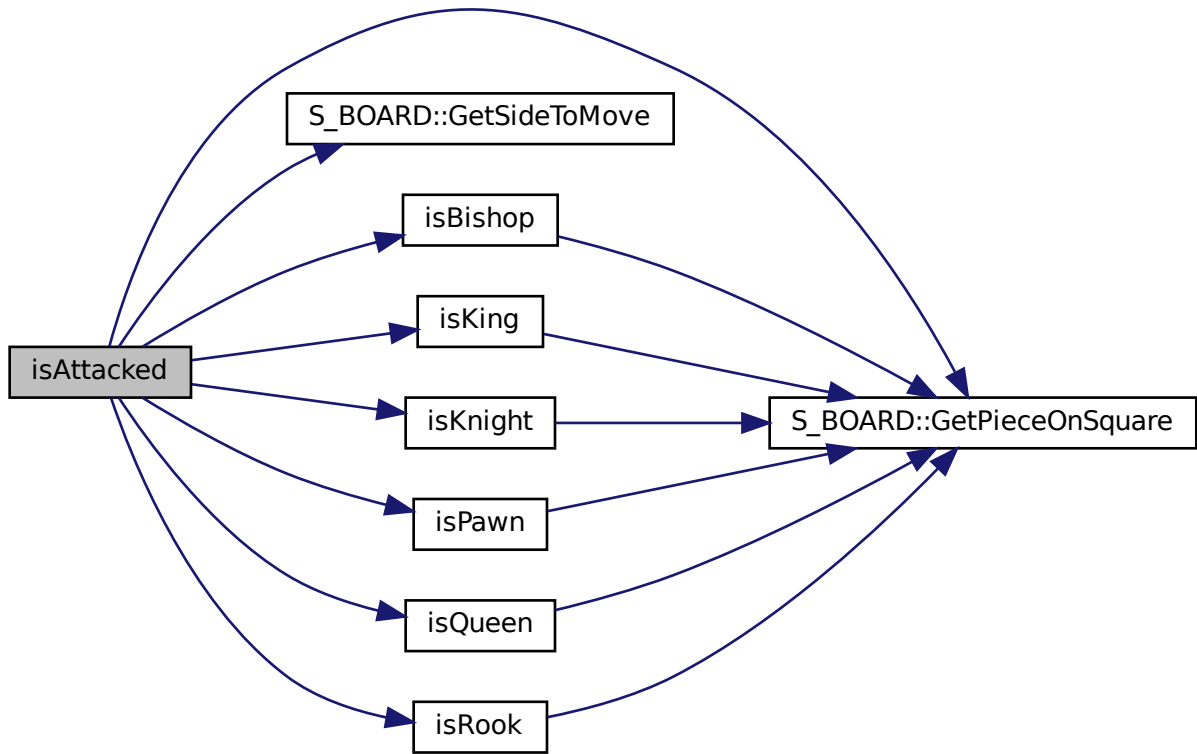 S_BOARD::GetSideToMove
isBishop
isKing
isAttacked
isKnight
S_BOARD::GetPieceOnSquare
isPawn
isQueen
isRook